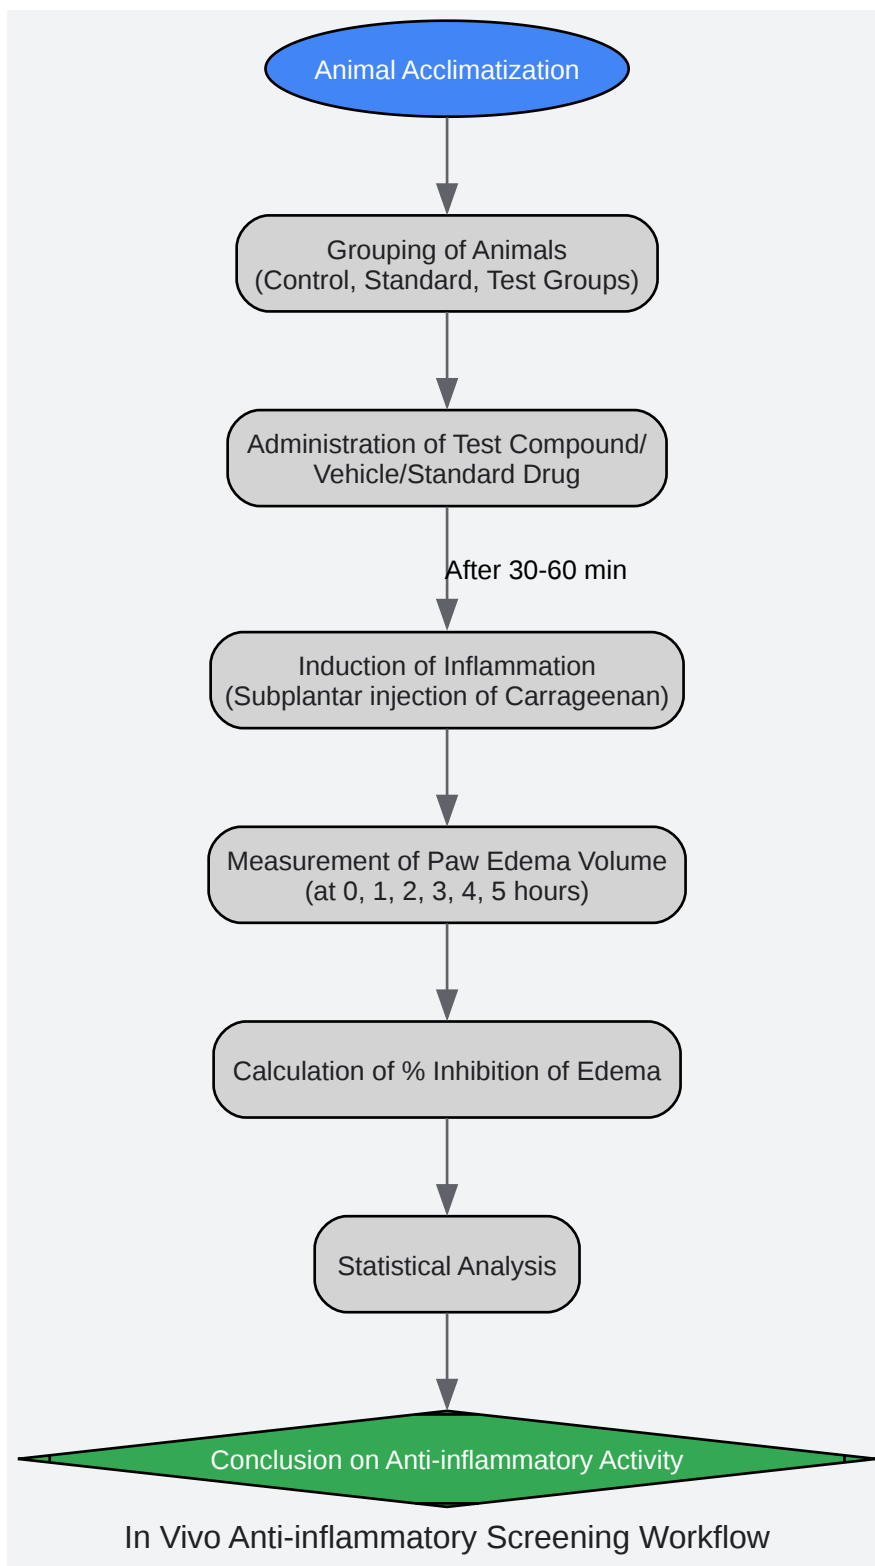 Animal Acclimatization
Grouping of Animals
(Control, Standard, Test Groups)
Administration of Test Compound/
Vehicle/Standard Drug
After 30-60 min
Induction of Inflammation
(Subplantar injection of Carrageenan)
Measurement of Paw Edema Volume
(at 0, 1, 2, 3, 4, 5 hours)
Calculation of % Inhibition of Edema
Statistical Analysis
Conclusion on Anti-inflammatory Activity
In Vivo Anti-inflammatory Screening Workflow